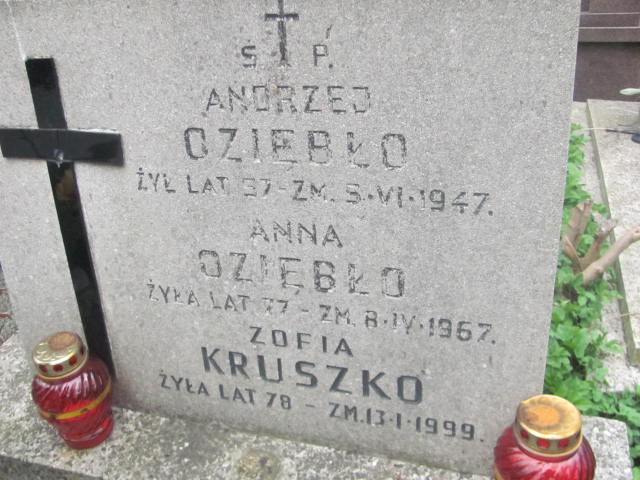 Ś P.
ANDRZEJ
OZIĘBŁO
ŻYŁ LAT 57 - ZM. 5·VI·1947.
ANNA
OZIĘBŁO
ŻYŁA LAT 77 - ZM. 8·IV·1967.
ZOFIA
KRUSZKO
ŻYŁA LAT 78 - ZM.13·I·1999.